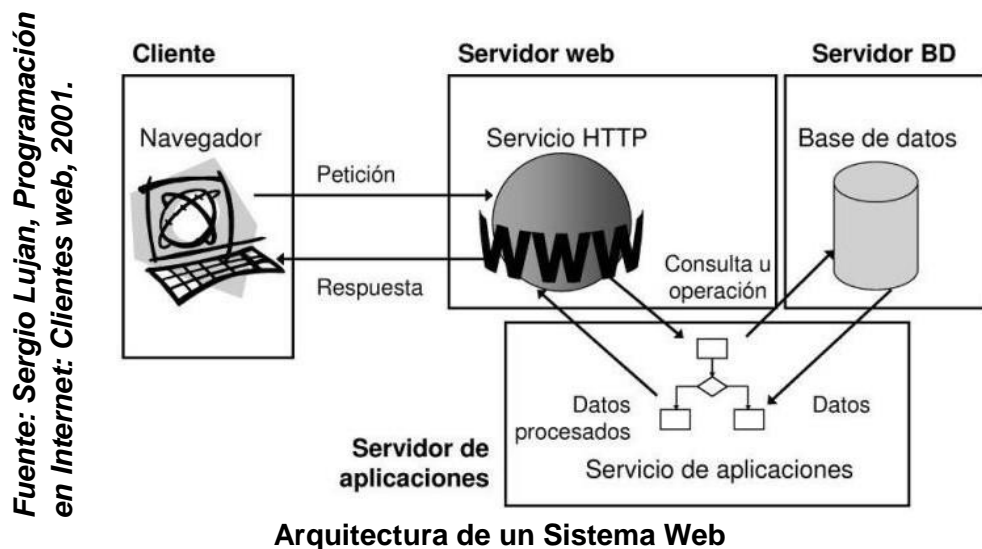 Fuente: Sergio Lujan, Programación
en Internet: Clientes web, 2001.
Cliente
Servidor web
Servidor BD
Navegador
Servicio HTTP
Base de datos
Petición
WWW
Respuesta
Consulta u
operación
Datos
procesados
Datos
Servidor de
aplicaciones
Servicio de aplicaciones
Arquitectura de un Sistema Web